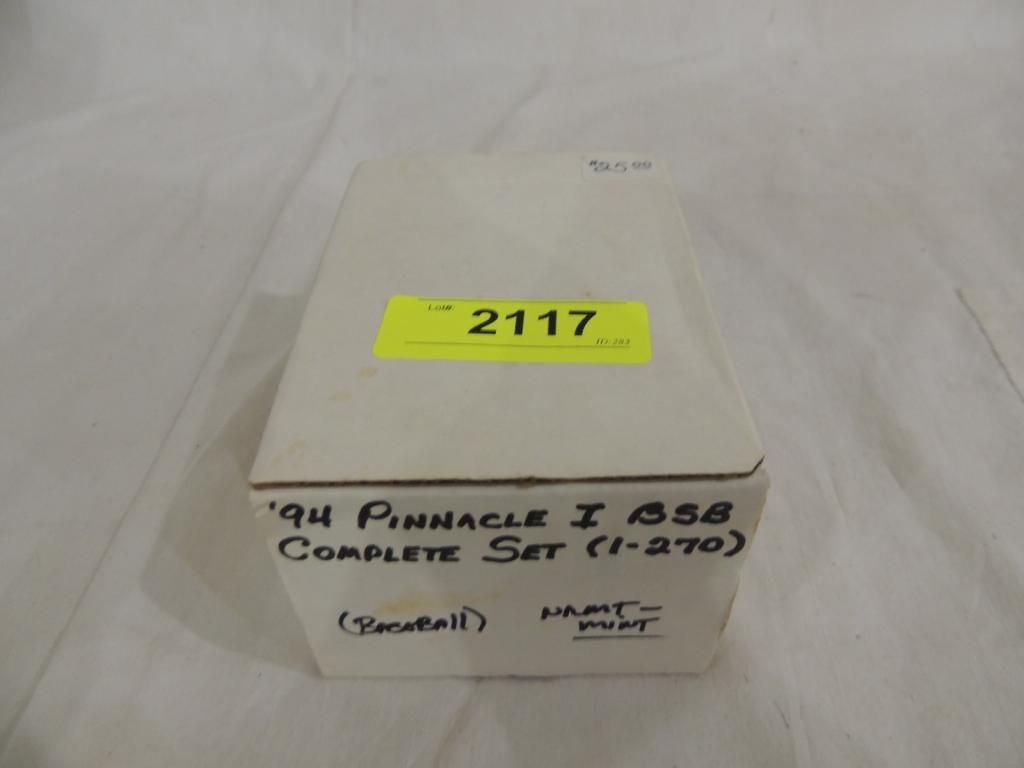 $25.00
Lot#:
2117
ID:283
'94 PINNACLE I BSB
COMPLETE SET (1-270)
(BASEBALL) NRMT-
MINT